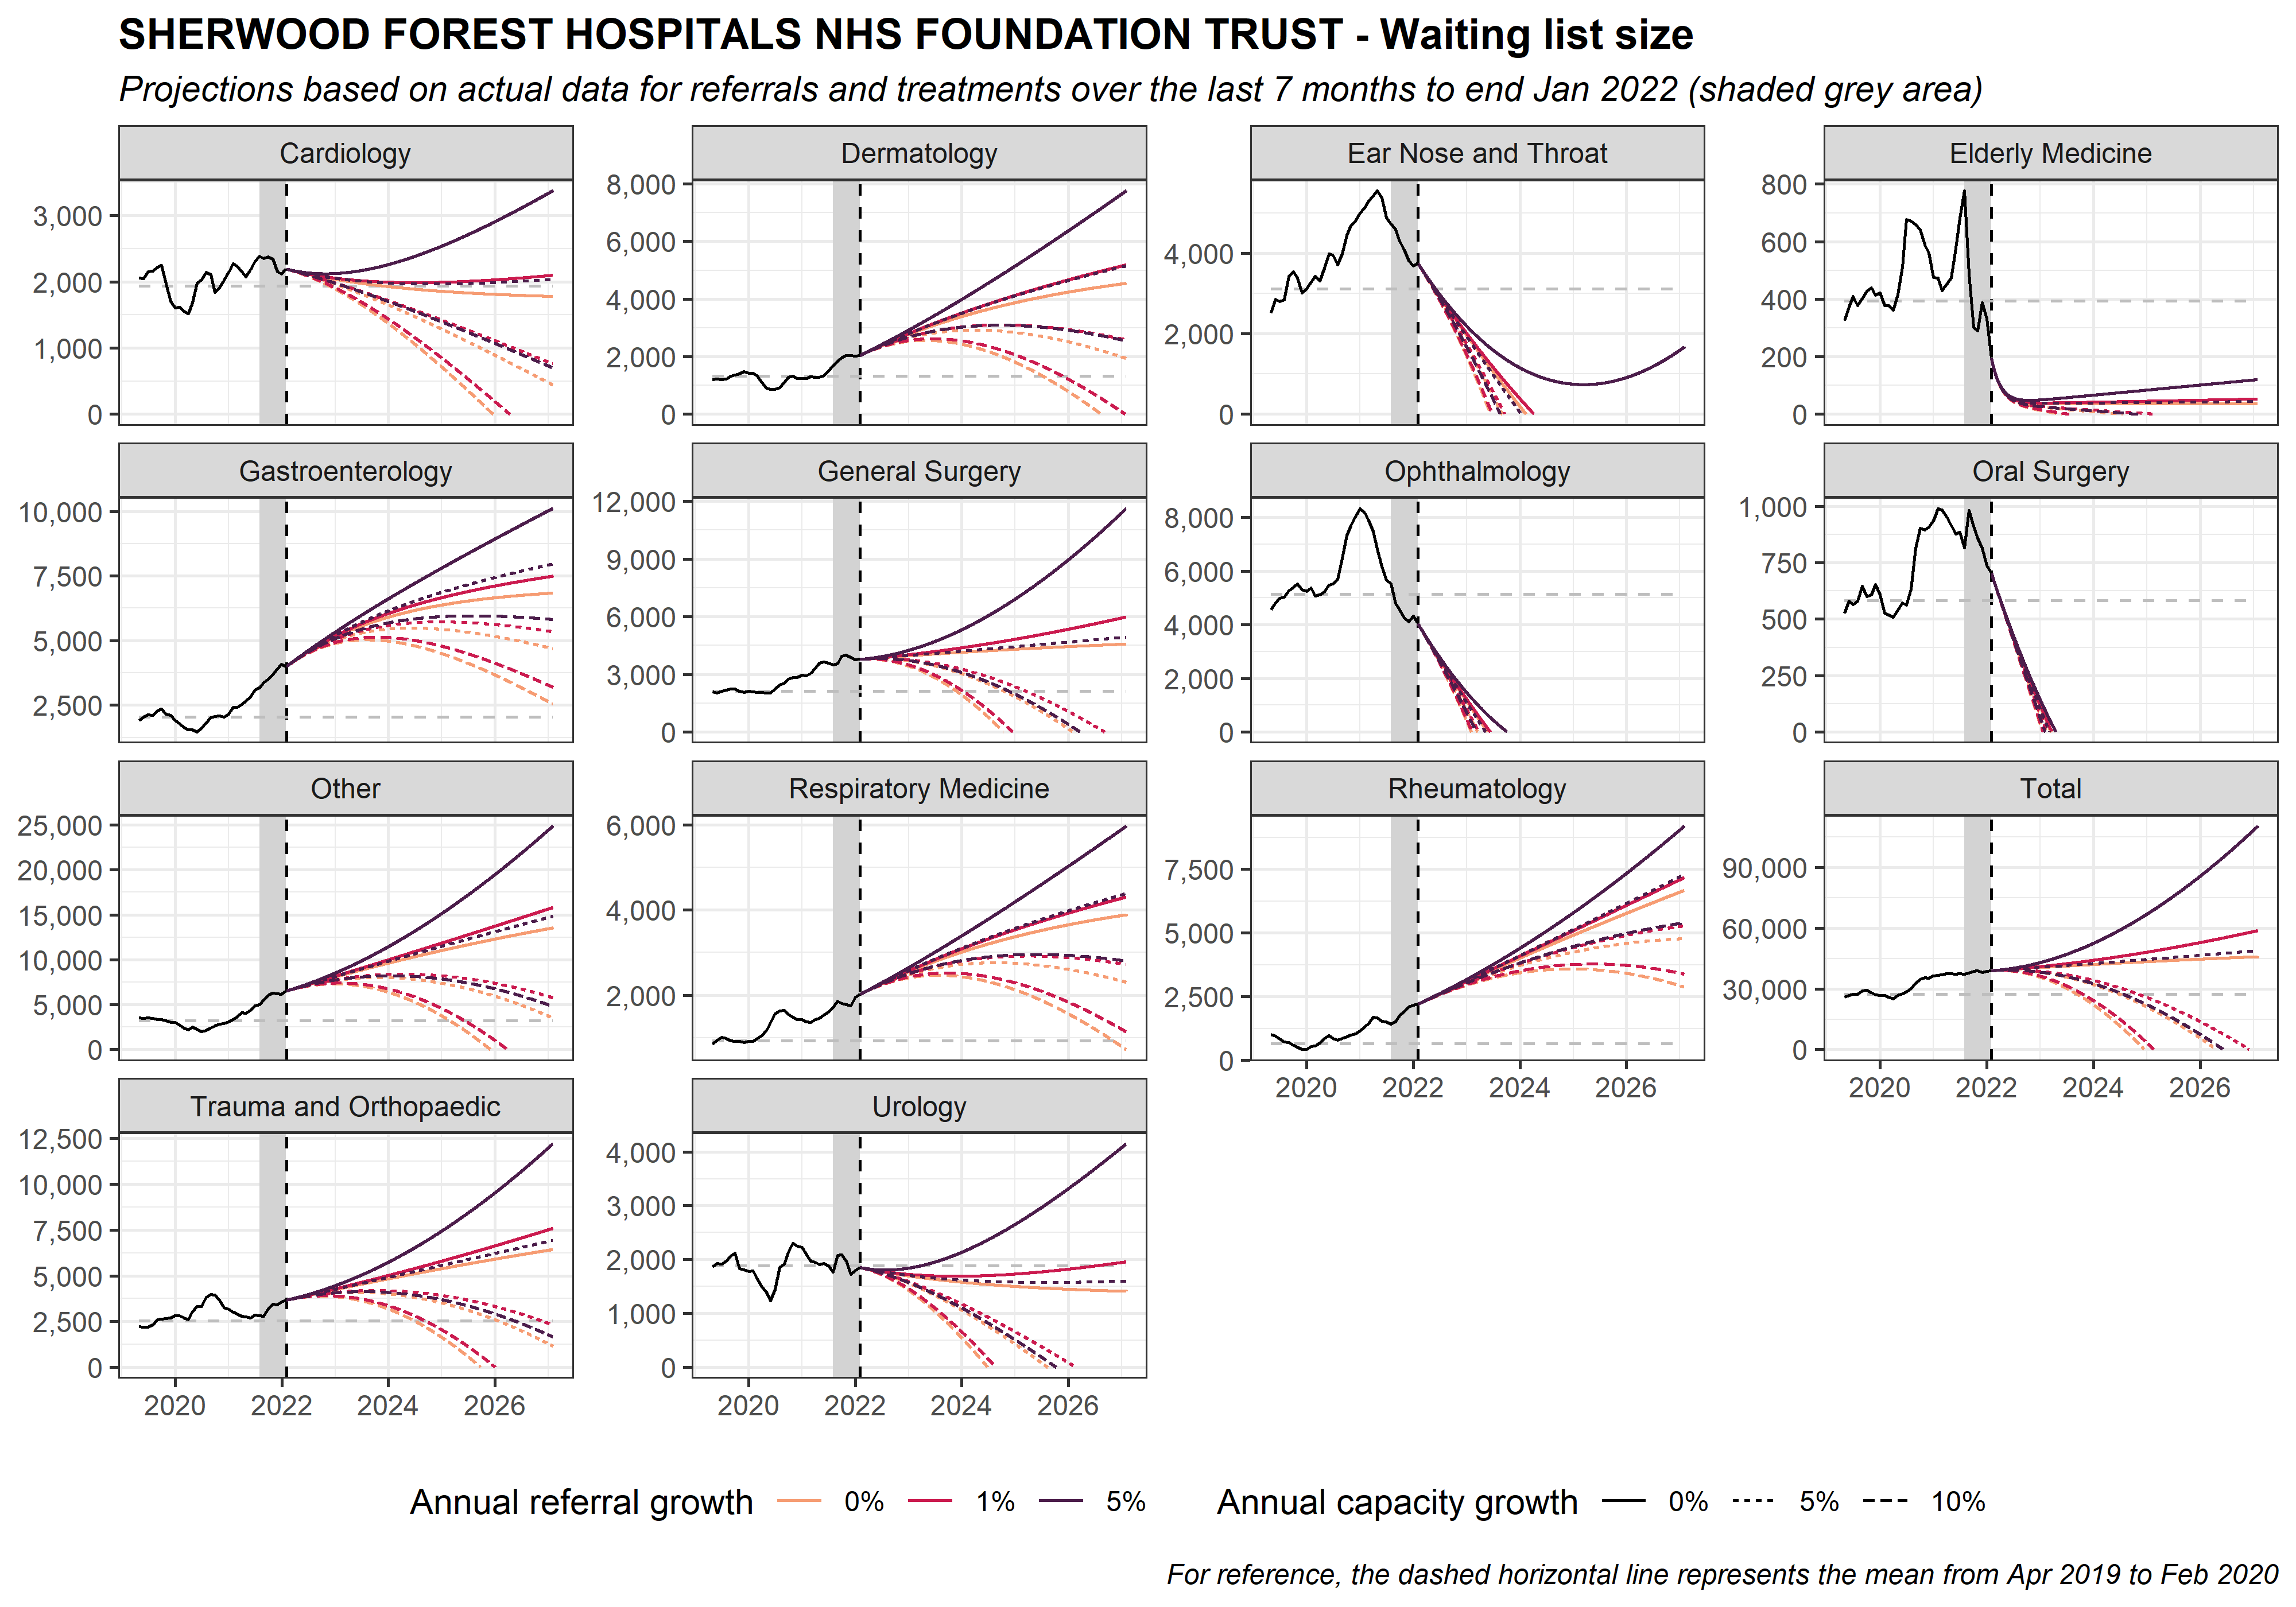 SHERWOOD FOREST HOSPITALS NHS FOUNDATION TRUST - Waiting list size
Projections based on actual data for referrals and treatments over the last 7 months to end Jan 2022 (shaded grey area)
Cardiology
3,000
2,000
1,000
0
Dermatology
8,000
6,000
4,000
2,000
0
Ear Nose and Throat
4,000
2,000
0
Elderly Medicine
800
600
400
200
0
Gastroenterology
10,000
7,500
5,000
2,500
General Surgery
12,000
9,000
6,000
3,000
0
Ophthalmology
8,000
6,000
4,000
2,000
0
Oral Surgery
1,000
750
500
250
0
Other
25,000
20,000
15,000
10,000
5,000
0
Respiratory Medicine
6,000
4,000
2,000
Rheumatology
7,500
5,000
2,500
0
2020 2022 2024 2026
Total
90,000
60,000
30,000
0
2020 2022 2024 2026
Trauma and Orthopaedic
12,500
10,000
7,500
5,000
2,500
0
2020 2022 2024 2026
Urology
4,000
3,000
2,000
1,000
0
2020 2022 2024 2026
Annual referral growth 0% 1% 5%
Annual capacity growth 0% 5% 10%
For reference, the dashed horizontal line represents the mean from Apr 2019 to Feb 2020